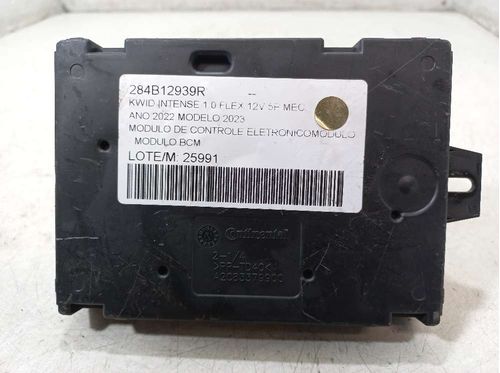 284B12939R --
KWID INTENSE 1.0 FLEX 12V 5P MEC.
ANO 2022 MODELO 2023
MODULO DE CONTROLE ELETRONICOMODULO
MODULO BCM
LOTE/M: 25991
Continental
A2C83379900